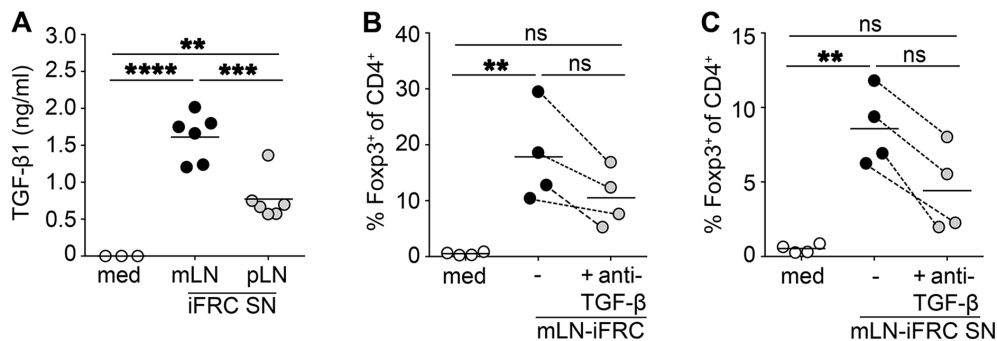 A
TGF-β1 (ng/ml)
3.0
2.5
2.0
1.5
1.0
0.5
0
**
**** ***
med mLN pLN
iFRC SN
B
% Foxp3+ of CD4+
40
30
20
10
0
ns
** ns
med - + anti-
TGF-β
mLN-iFRC
C
% Foxp3+ of CD4+
15
10
5
0
ns
** ns
med - + anti-
TGF-β
mLN-iFRC SN